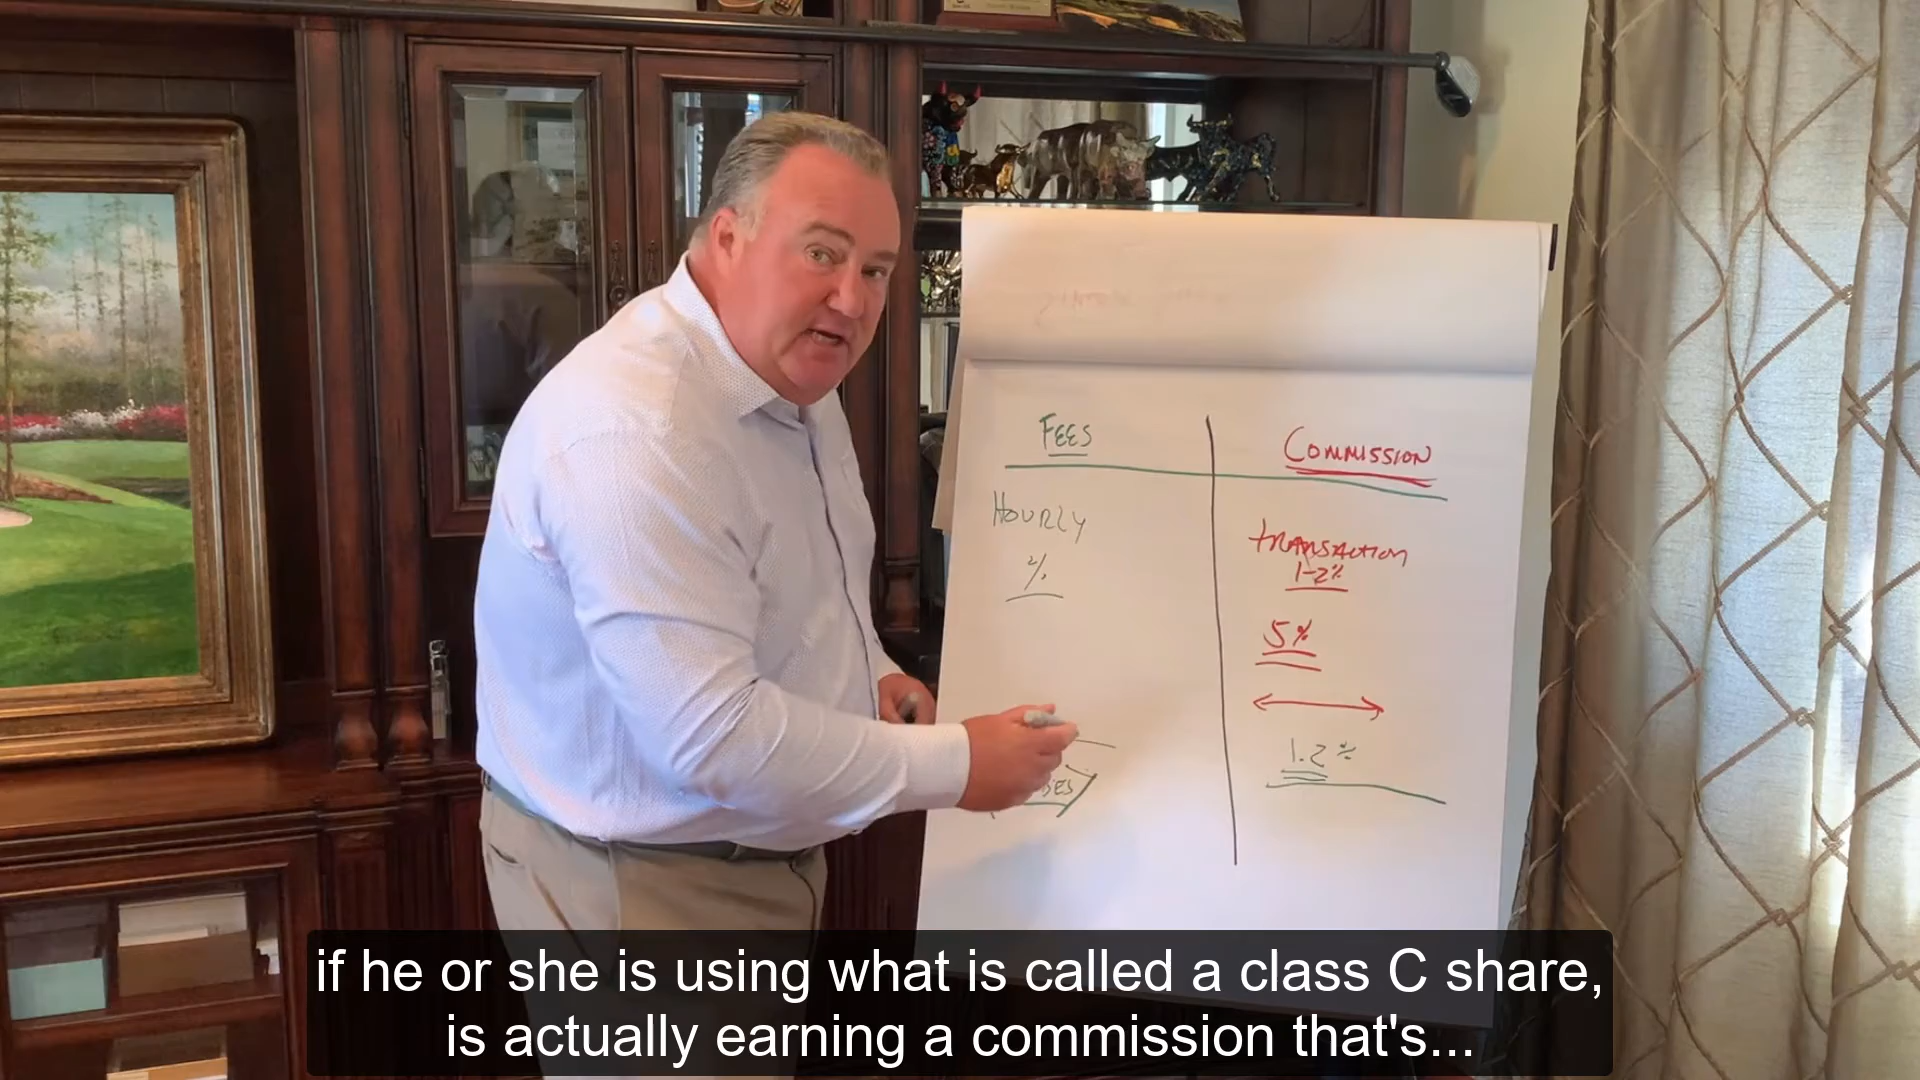 FEES
COMMISSION
HOURLY
%
TRANSACTION
1-2%
5%
1.2%
if he or she is using what is called a class C share,
is actually earning a commission that's...